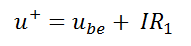 u⁺ = u_be + IR₁